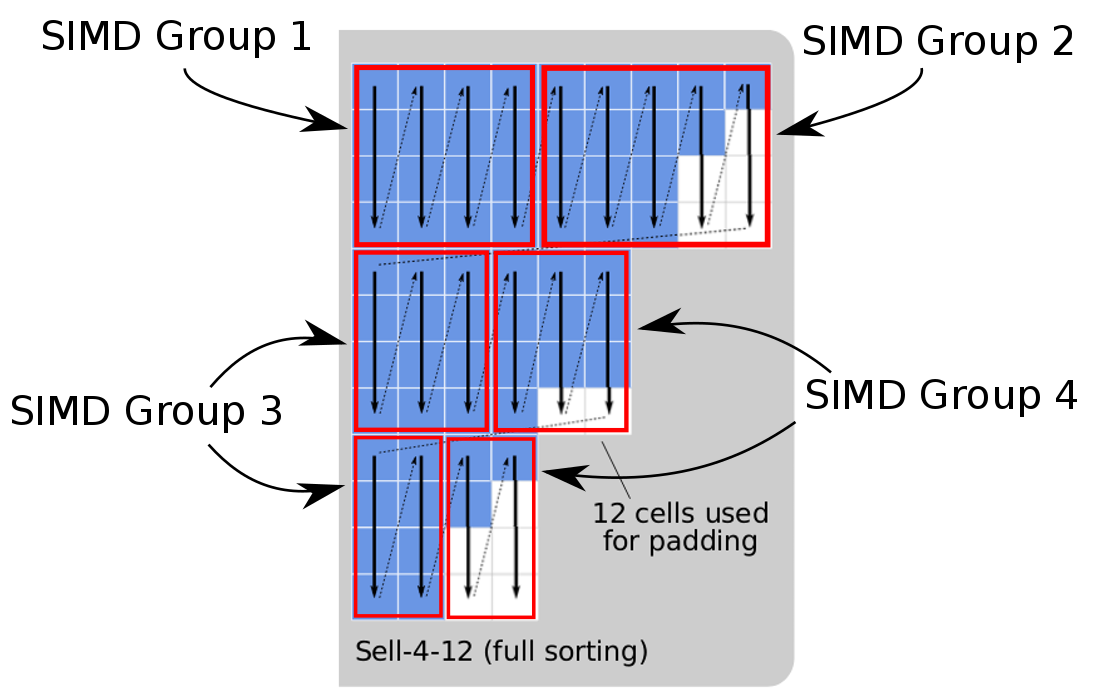 SIMD Group 1
SIMD Group 2
SIMD Group 3
SIMD Group 4
12 cells used
for padding
Sell-4-12 (full sorting)